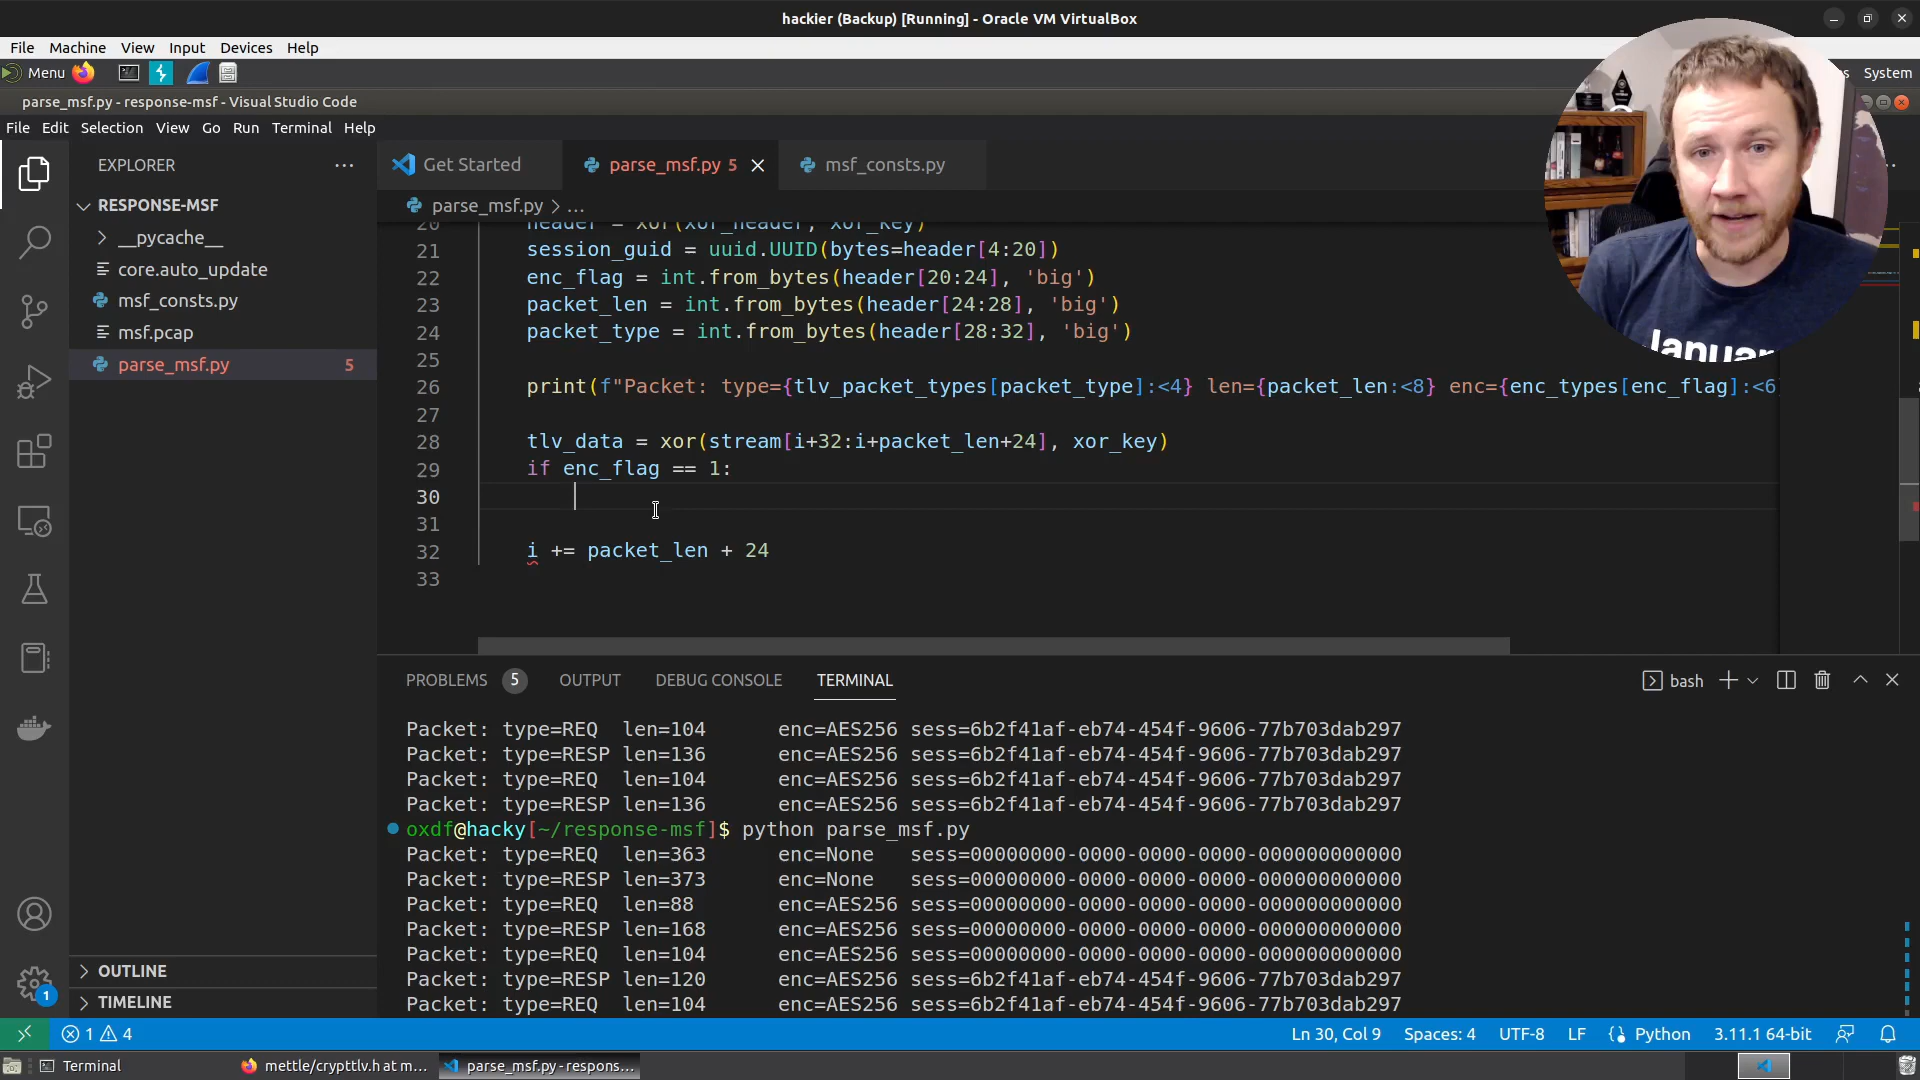 hackier (Backup) [Running] - Oracle VM VirtualBox
File Machine View Input Devices Help
Menu System
parse_msf.py - response-msf - Visual Studio Code
File Edit Selection View Go Run Terminal Help
EXPLORER ···
Get Started
parse_msf.py 5
msf_consts.py
RESPONSE-MSF
__pycache__
core.auto_update
msf_consts.py
msf.pcap
parse_msf.py 5
parse_msf.py > ...
20 header = xor(xor_header, xor_key)
21 session_guid = uuid.UUID(bytes=header[4:20])
22 enc_flag = int.from_bytes(header[20:24], 'big')
23 packet_len = int.from_bytes(header[24:28], 'big')
24 packet_type = int.from_bytes(header[28:32], 'big')
25
26 print(f"Packet: type={tlv_packet_types[packet_type]:<4} len={packet_len:<8} enc={enc_types[enc_flag]:<6
27
28 tlv_data = xor(stream[i+32:i+packet_len+24], xor_key)
29 if enc_flag == 1:
30
31
32 i += packet_len + 24
33
Januar
PROBLEMS 5 OUTPUT DEBUG CONSOLE TERMINAL
bash
Packet: type=REQ len=104 enc=AES256 sess=6b2f41af-eb74-454f-9606-77b703dab297
Packet: type=RESP len=136 enc=AES256 sess=6b2f41af-eb74-454f-9606-77b703dab297
Packet: type=REQ len=104 enc=AES256 sess=6b2f41af-eb74-454f-9606-77b703dab297
Packet: type=RESP len=136 enc=AES256 sess=6b2f41af-eb74-454f-9606-77b703dab297
oxdf@hacky[~/response-msf]$ python parse_msf.py
Packet: type=REQ len=363 enc=None sess=00000000-0000-0000-0000-000000000000
Packet: type=RESP len=373 enc=None sess=00000000-0000-0000-0000-000000000000
Packet: type=REQ len=88 enc=AES256 sess=00000000-0000-0000-0000-000000000000
Packet: type=RESP len=168 enc=AES256 sess=00000000-0000-0000-0000-000000000000
Packet: type=REQ len=104 enc=AES256 sess=00000000-0000-0000-0000-000000000000
Packet: type=RESP len=120 enc=AES256 sess=6b2f41af-eb74-454f-9606-77b703dab297
Packet: type=REQ len=104 enc=AES256 sess=6b2f41af-eb74-454f-9606-77b703dab297
OUTLINE
TIMELINE
1
1 4
Ln 30, Col 9 Spaces: 4 UTF-8 LF Python 3.11.1 64-bit
Terminal
mettle/crypttlv.h at m...
parse_msf.py - respons...